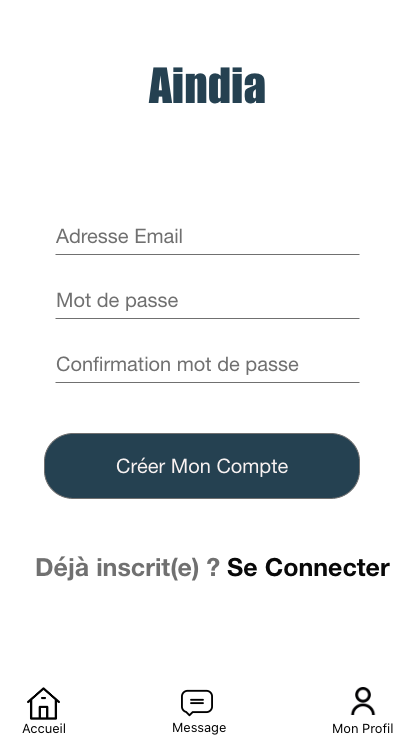 Aindia
Adresse Email
Mot de passe
Confirmation mot de passe
Créer Mon Compte
Déjà inscrit(e) ? Se Connecter
Accueil
Message
Mon Profil